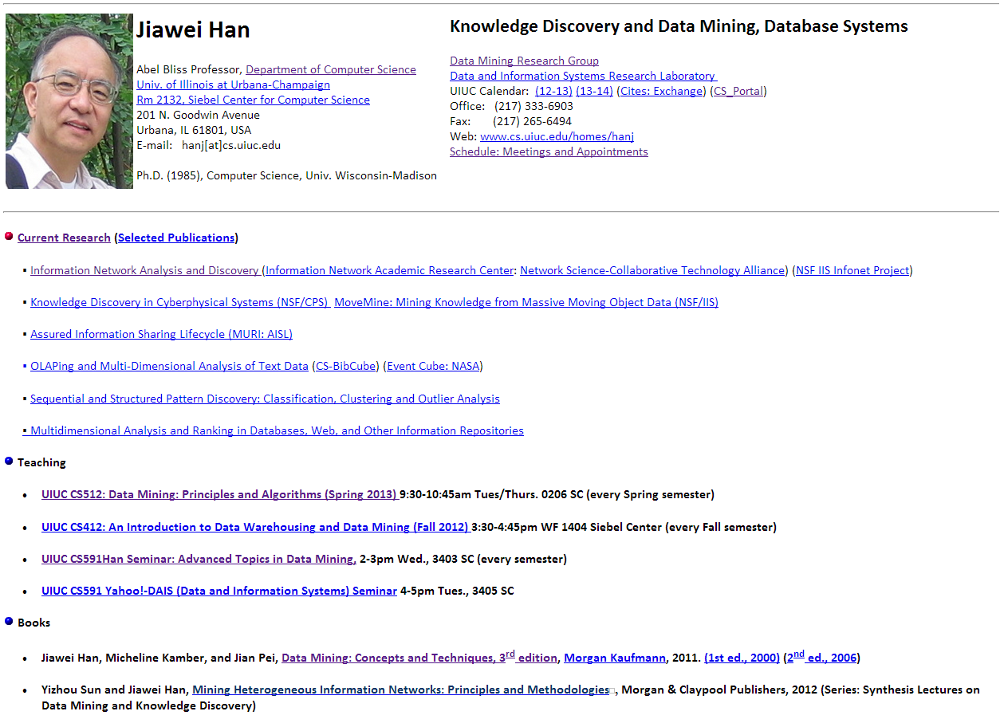 Jiawei Han
Abel Bliss Professor, Department of Computer Science
Univ. of Illinois at Urbana-Champaign
Rm 2132, Siebel Center for Computer Science
201 N. Goodwin Avenue
Urbana, IL 61801, USA
E-mail: hanj[at]cs.uiuc.edu
Ph.D. (1985), Computer Science, Univ. Wisconsin-Madison
Knowledge Discovery and Data Mining, Database Systems
Data Mining Research Group
Data and Information Systems Research Laboratory
UIUC Calendar: (12-13) (13-14) (Cites: Exchange) (CS_Portal)
Office: (217) 333-6903
Fax: (217) 265-6494
Web: www.cs.uiuc.edu/homes/hanj
Schedule: Meetings and Appointments
Current Research (Selected Publications)
▪ Information Network Analysis and Discovery (Information Network Academic Research Center: Network Science-Collaborative Technology Alliance) (NSF IIS Infonet Project)
▪ Knowledge Discovery in Cyberphysical Systems (NSF/CPS) MoveMine: Mining Knowledge from Massive Moving Object Data (NSF/IIS)
▪ Assured Information Sharing Lifecycle (MURI: AISL)
▪ OLAPing and Multi-Dimensional Analysis of Text Data (CS-BibCube) (Event Cube: NASA)
▪ Sequential and Structured Pattern Discovery: Classification, Clustering and Outlier Analysis
▪ Multidimensional Analysis and Ranking in Databases, Web, and Other Information Repositories
Teaching
• UIUC CS512: Data Mining: Principles and Algorithms (Spring 2013) 9:30-10:45am Tues/Thurs. 0206 SC (every Spring semester)
• UIUC CS412: An Introduction to Data Warehousing and Data Mining (Fall 2012) 3:30-4:45pm WF 1404 Siebel Center (every Fall semester)
• UIUC CS591Han Seminar: Advanced Topics in Data Mining, 2-3pm Wed., 3403 SC (every semester)
• UIUC CS591 Yahoo!-DAIS (Data and Information Systems) Seminar 4-5pm Tues., 3405 SC
Books
• Jiawei Han, Micheline Kamber, and Jian Pei, Data Mining: Concepts and Techniques, 3rd edition, Morgan Kaufmann, 2011. (1st ed., 2000) (2nd ed., 2006)
• Yizhou Sun and Jiawei Han, Mining Heterogeneous Information Networks: Principles and Methodologies□, Morgan & Claypool Publishers, 2012 (Series: Synthesis Lectures on
Data Mining and Knowledge Discovery)